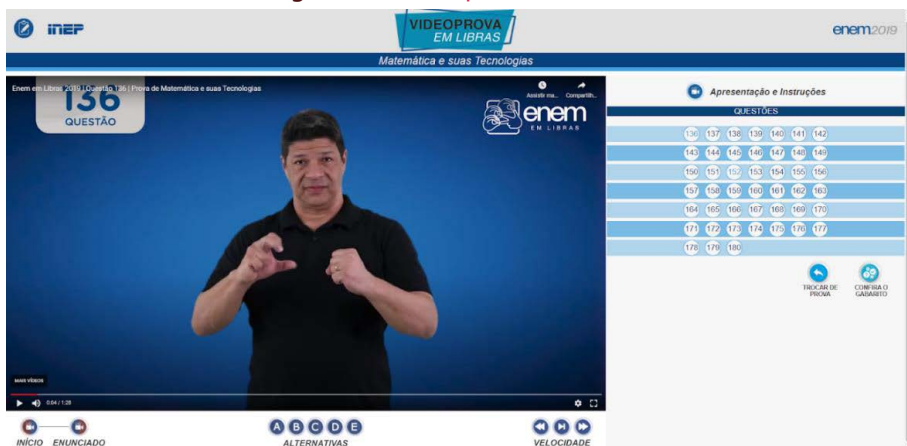 inep
VIDEOPROVA
EM LIBRAS
enem2019
Matemática e suas Tecnologias
Enem em Libras 2019 | Questão 136 | Prova de Matemática e suas Tecnologias
136
QUESTÃO
Assistir ma...
Compartilh...
enem
EM LIBRAS
MAIS VÍDEOS
0:04 / 1:28
INÍCIO
ENUNCIADO
A B C D E
ALTERNATIVAS
VELOCIDADE
Apresentação e Instruções
QUESTÕES
136 137 138 139 140 141 142
143 144 145 146 147 148 149
150 151 152 153 154 155 156
157 158 159 160 161 162 163
164 165 166 167 168 169 170
171 172 173 174 175 176 177
178 179 180
TROCAR DE
PROVA
CONFIRA O
GABARITO